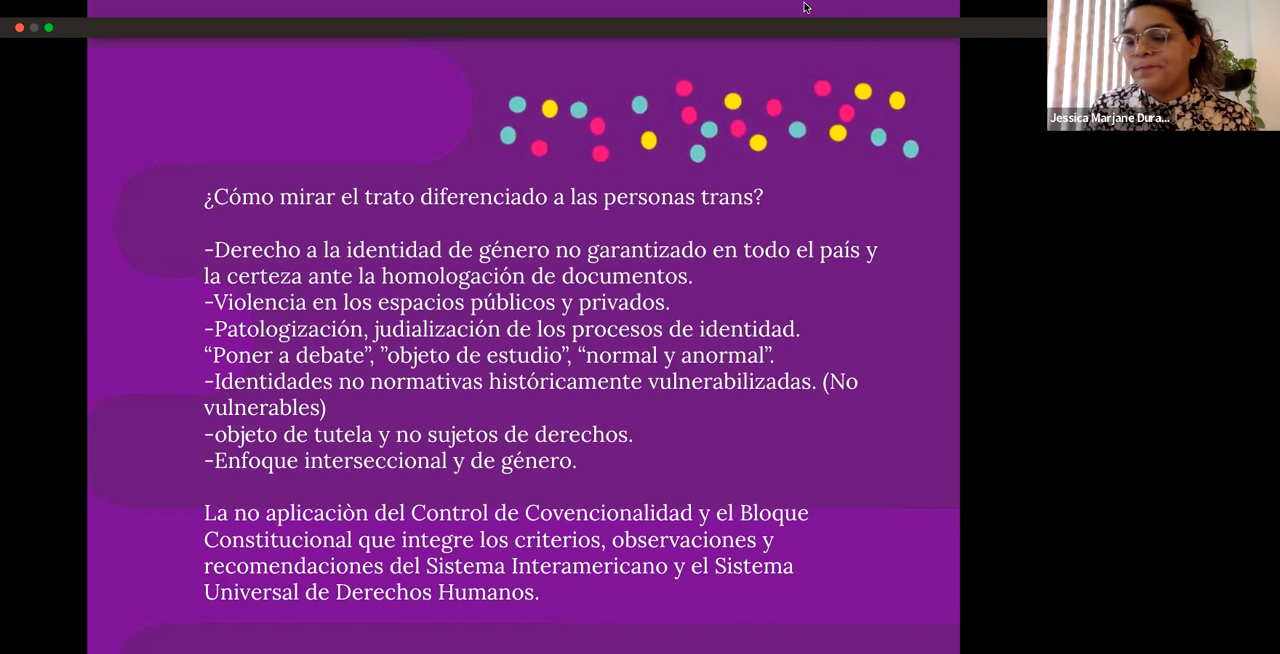 ¿Cómo mirar el trato diferenciado a las personas trans?
-Derecho a la identidad de género no garantizado en todo el país y
la certeza ante la homologación de documentos.
-Violencia en los espacios públicos y privados.
-Patologización, judialización de los procesos de identidad.
“Poner a debate”, ”objeto de estudio”, “normal y anormal”.
-Identidades no normativas históricamente vulnerabilizadas. (No
vulnerables)
-objeto de tutela y no sujetos de derechos.
-Enfoque interseccional y de género.
La no aplicaciòn del Control de Covencionalidad y el Bloque
Constitucional que integre los criterios, observaciones y
recomendaciones del Sistema Interamericano y el Sistema
Universal de Derechos Humanos.
Jessica Marjane Dura...